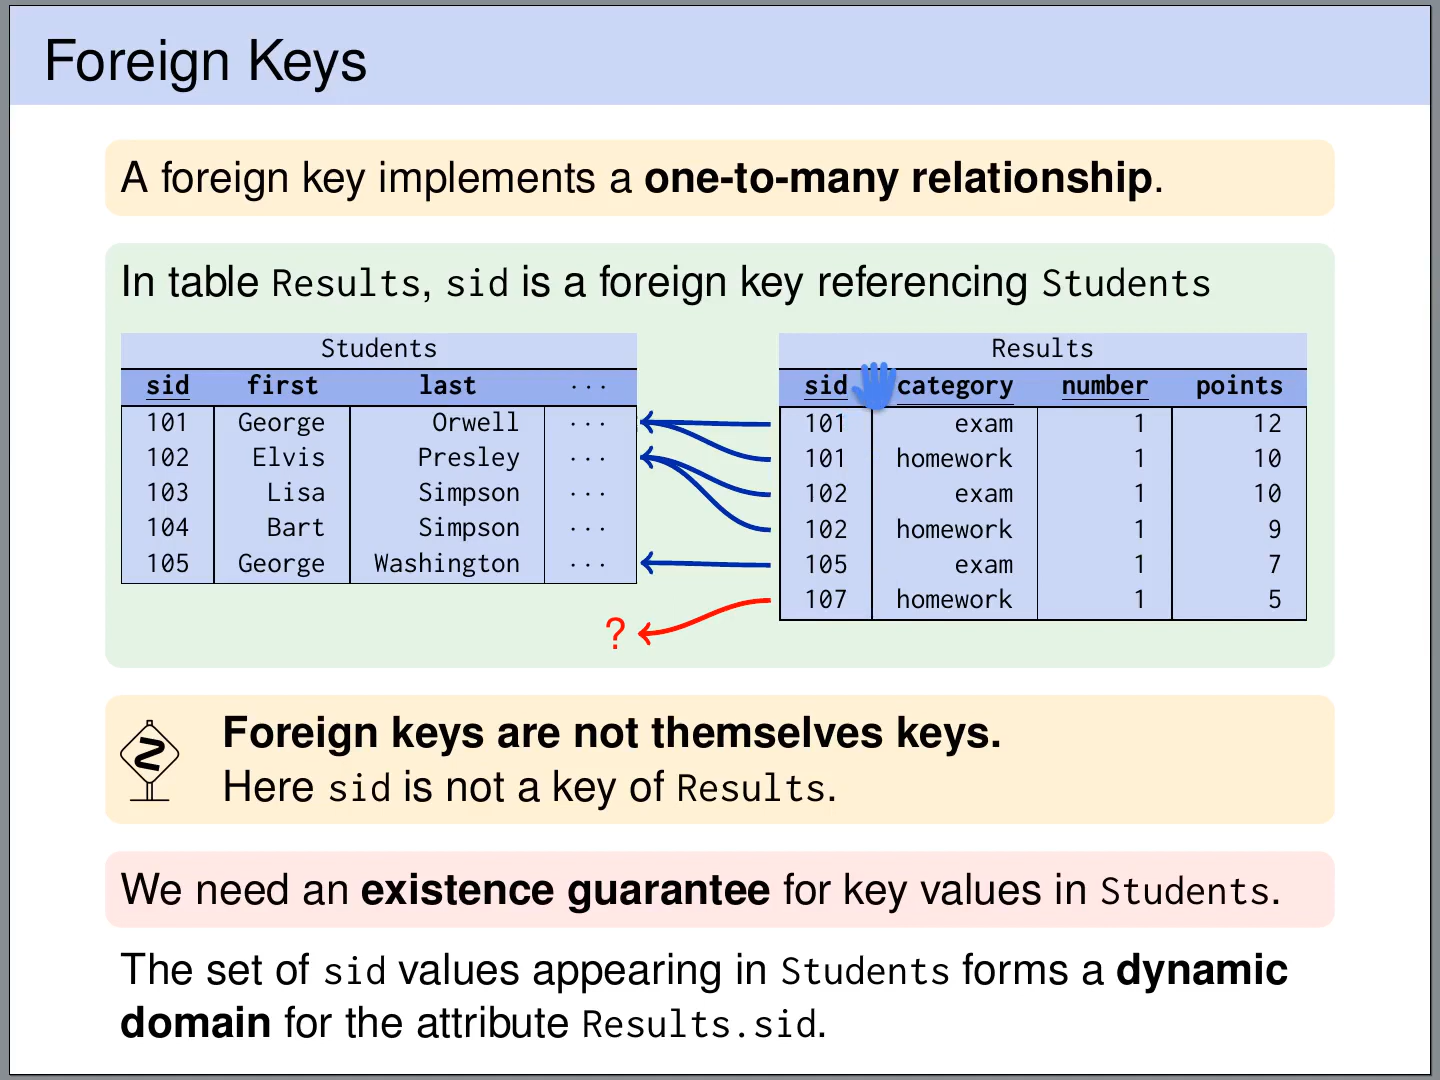 Foreign Keys
A foreign key implements a one-to-many relationship.
In table Results, sid is a foreign key referencing Students
Students
sid first last ···
101 George Orwell ···
102 Elvis Presley ···
103 Lisa Simpson ···
104 Bart Simpson ···
105 George Washington ···
Results
sid category number points
101 exam 1 12
101 homework 1 10
102 exam 1 10
102 homework 1 9
105 exam 1 7
107 homework 1 5
?
Foreign keys are not themselves keys.
Here sid is not a key of Results.
We need an existence guarantee for key values in Students.
The set of sid values appearing in Students forms a dynamic
domain for the attribute Results.sid.